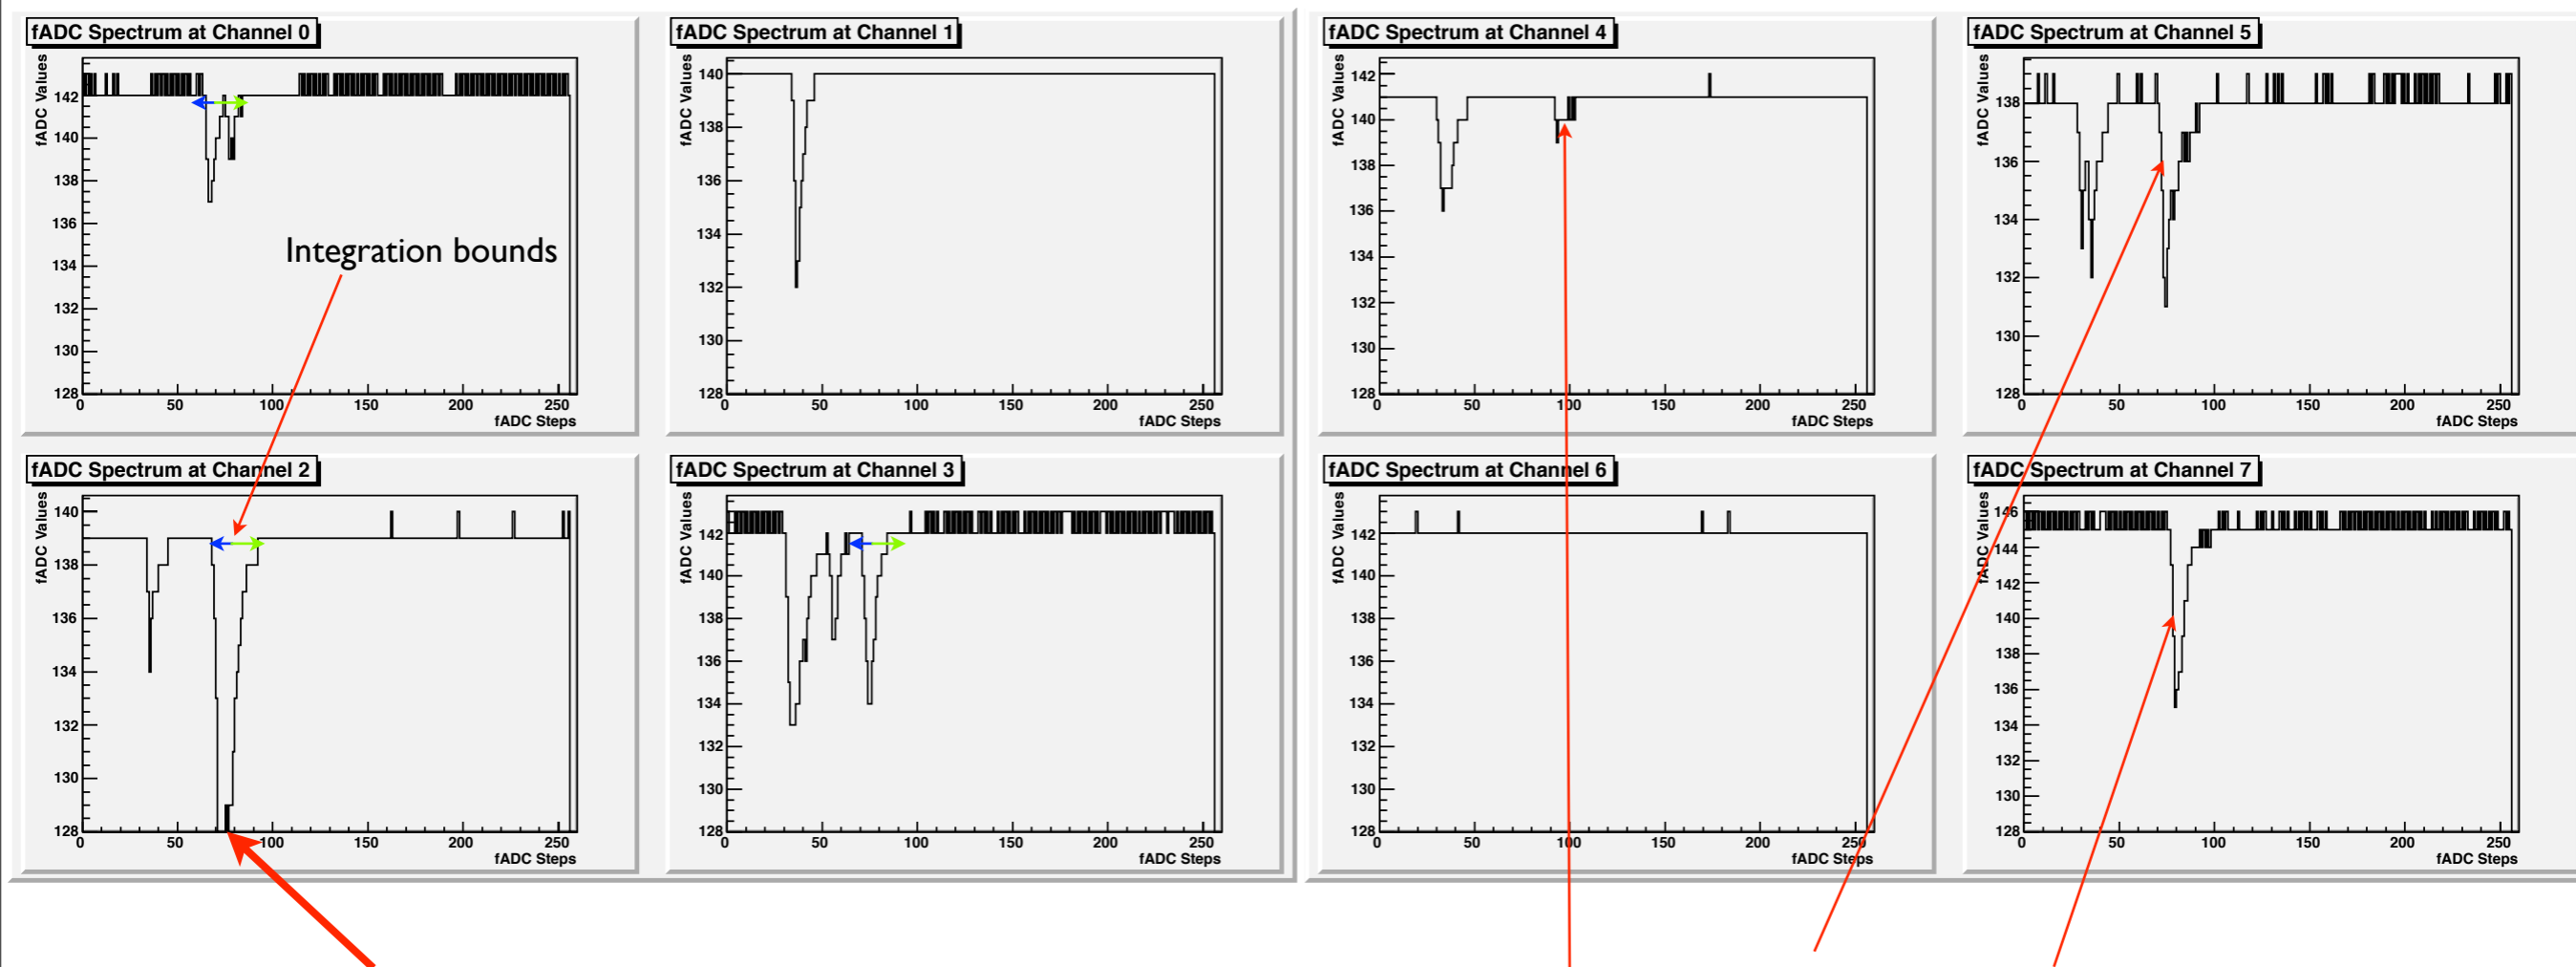 fADC Spectrum at Channel 0
fADC Values
142
140
138
136
134
132
130
128
0 50 100 150 200 250
fADC Steps
Integration bounds
fADC Spectrum at Channel 1
fADC Values
140
138
136
134
132
130
128
0 50 100 150 200 250
fADC Steps
fADC Spectrum at Channel 4
fADC Values
142
140
138
136
134
132
130
128
0 50 100 150 200 250
fADC Steps
fADC Spectrum at Channel 5
fADC Values
138
136
134
132
130
128
0 50 100 150 200 250
fADC Steps
fADC Spectrum at Channel 2
fADC Values
140
138
136
134
132
130
128
0 50 100 150 200 250
fADC Steps
fADC Spectrum at Channel 3
fADC Values
142
140
138
136
134
132
130
128
0 50 100 150 200 250
fADC Steps
fADC Spectrum at Channel 6
fADC Values
142
140
138
136
134
132
130
128
0 50 100 150 200 250
fADC Steps
fADC Spectrum at Channel 7
fADC Values
146
144
142
140
138
136
134
132
130
128
0 50 100 150 200 250
fADC Steps